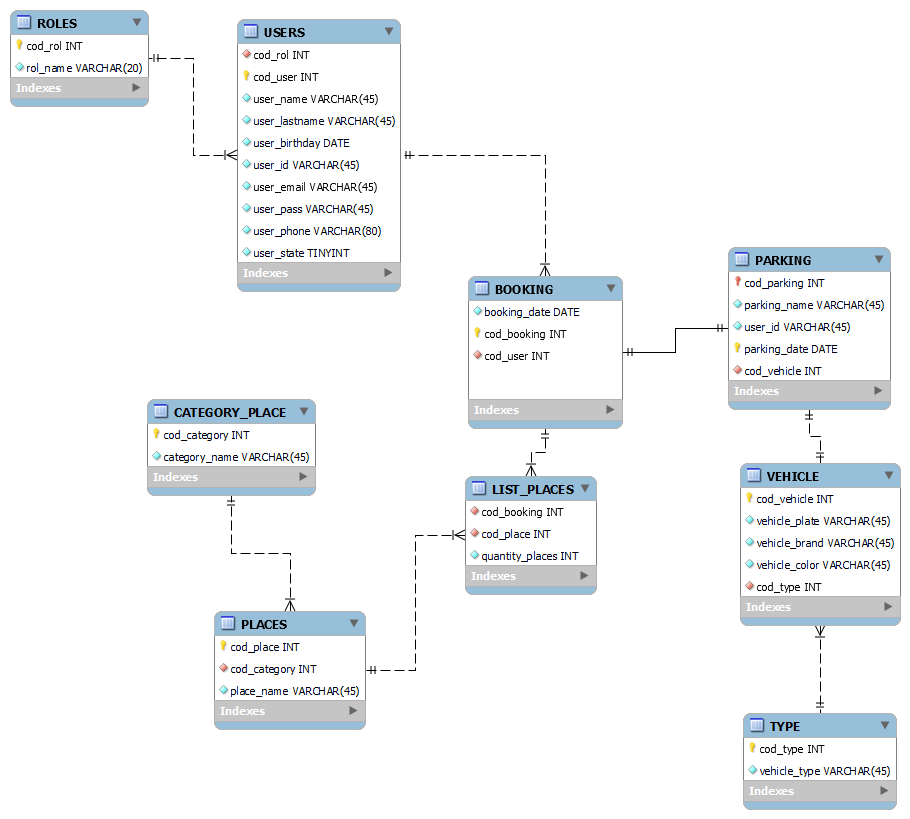 ROLES
cod_rol INT
rol_name VARCHAR(20)
Indexes
USERS
cod_rol INT
cod_user INT
user_name VARCHAR(45)
user_lastname VARCHAR(45)
user_birthday DATE
user_id VARCHAR(45)
user_email VARCHAR(45)
user_pass VARCHAR(45)
user_phone VARCHAR(80)
user_state TINYINT
Indexes
BOOKING
booking_date DATE
cod_booking INT
cod_user INT
Indexes
PARKING
cod_parking INT
parking_name VARCHAR(45)
user_id VARCHAR(45)
parking_date DATE
cod_vehicle INT
Indexes
CATEGORY_PLACE
cod_category INT
category_name VARCHAR(45)
Indexes
LIST_PLACES
cod_booking INT
cod_place INT
quantity_places INT
Indexes
VEHICLE
cod_vehicle INT
vehicle_plate VARCHAR(45)
vehicle_brand VARCHAR(45)
vehicle_color VARCHAR(45)
cod_type INT
Indexes
PLACES
cod_place INT
cod_category INT
place_name VARCHAR(45)
Indexes
TYPE
cod_type INT
vehicle_type VARCHAR(45)
Indexes